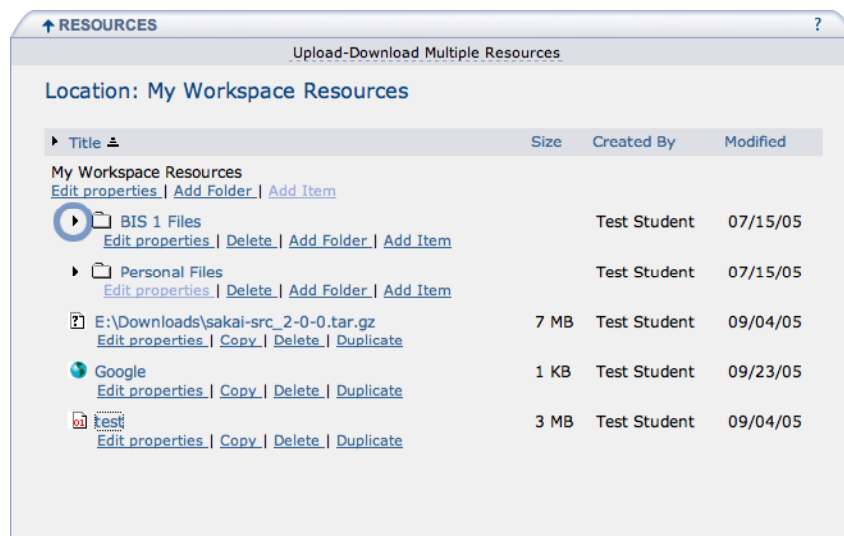 RESOURCES ?
Upload-Download Multiple Resources
Location: My Workspace Resources
Title Size Created By Modified
My Workspace Resources
Edit properties | Add Folder | Add Item
BIS 1 Files Test Student 07/15/05
Edit properties | Delete | Add Folder | Add Item
Personal Files Test Student 07/15/05
Edit properties | Delete | Add Folder | Add Item
? E:\Downloads\sakai-src_2-0-0.tar.gz 7 MB Test Student 09/04/05
Edit properties | Copy | Delete | Duplicate
Google 1 KB Test Student 09/23/05
Edit properties | Copy | Delete | Duplicate
01 test 3 MB Test Student 09/04/05
Edit properties | Copy | Delete | Duplicate